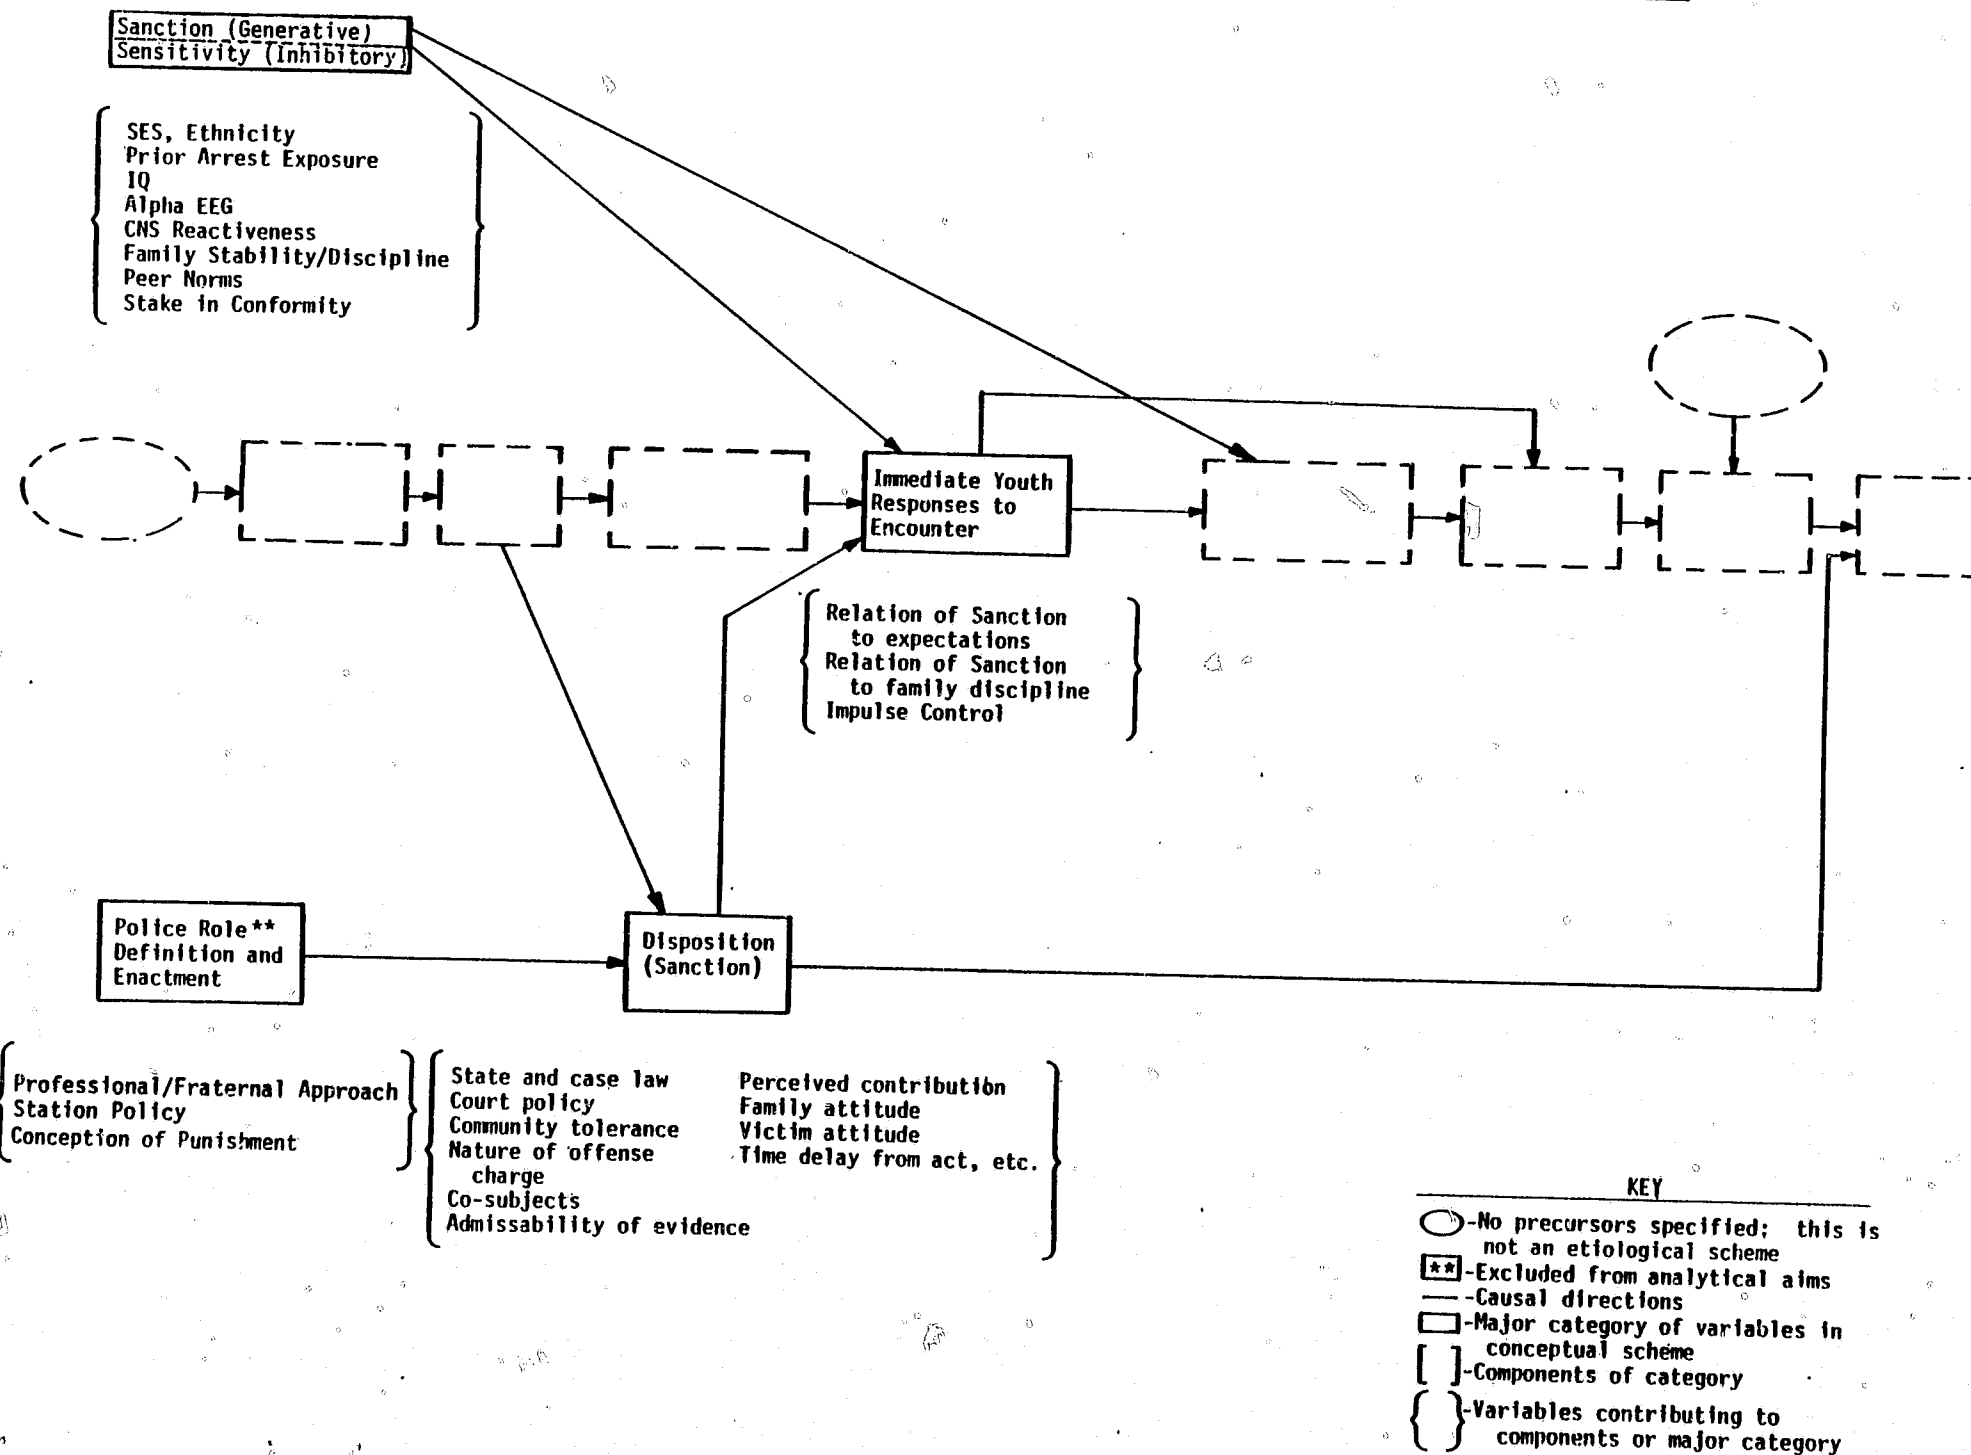 Sanction (Generative)
Sensitivity (Inhibitory)
SES, Ethnicity
Prior Arrest Exposure
IQ
Alpha EEG
CNS Reactiveness
Family Stability/Discipline
Peer Norms
Stake in Conformity
Immediate Youth
Responses to
Encounter
Relation of Sanction
to expectations
Relation of Sanction
to family discipline
Impulse Control
Police Role**
Definition and
Enactment
Disposition
(Sanction)
Professional/Fraternal Approach
Station Policy
Conception of Punishment
State and case law
Court policy
Community tolerance
Nature of offense
charge
Co-subjects
Admissability of evidence
Perceived contribution
Family attitude
Victim attitude
Time delay from act, etc.
KEY
-No precursors specified; this is
not an etiological scheme
** -Excluded from analytical aims
-Causal directions
-Major category of variables in
conceptual scheme
[ ]-Components of category
{ }-Variables contributing to
components or major category